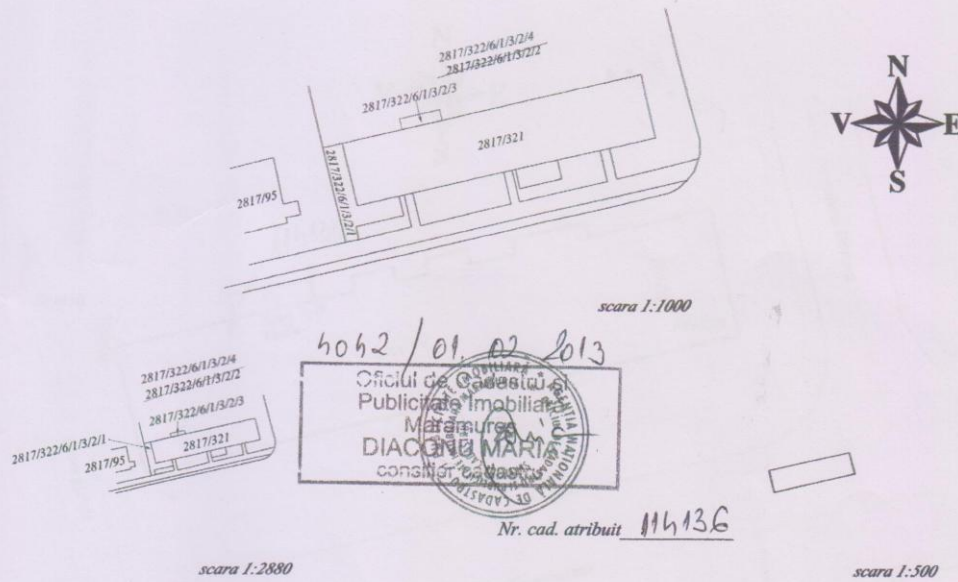 2817/322/6/1/3/2/4
2817/322/6/1/3/2/2
2817/322/6/1/3/2/3
2817/321
2817/322/6/1/3/2/1
2817/95
N
V E
S
scara 1:1000
4042 / 01. 02 2013
Oficiul de Cadastru și
Publicitate Imobiliară
Maramureș
DIACONU MARIA
consilier cadastru
2817/322/6/1/3/2/4
2817/322/6/1/3/2/2
2817/322/6/1/3/2/3
2817/322/6/1/3/2/1
2817/321
2817/95
Nr. cad. atribuit 114136
scara 1:2880
scara 1:500